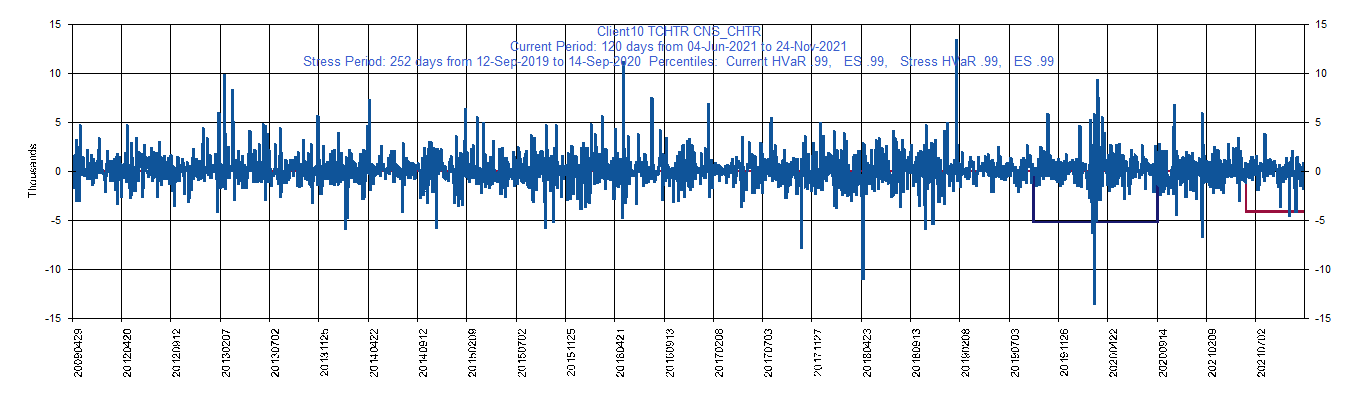 Client10 TCHTR CNS_CHTR
Current Period: 120 days from 04-Jun-2021 to 24-Nov-2021
Stress Period: 252 days from 12-Sep-2019 to 14-Sep-2020 Percentiles: Current HVaR .99, ES .99, Stress HVaR .99, ES .99
15 15
10 10
5 5
0 0
-5 -5
-10 -10
-15 -15
Thousands
20090429 20120420 20120912 20130207 20130702 20131125 20140422 20140912 20150209 20150702 20151125 20160421 20160913 20170208 20170703 20171127 20180423 20180913 20190208 20190703 20191126 20200422 20200914 20210209 20210702